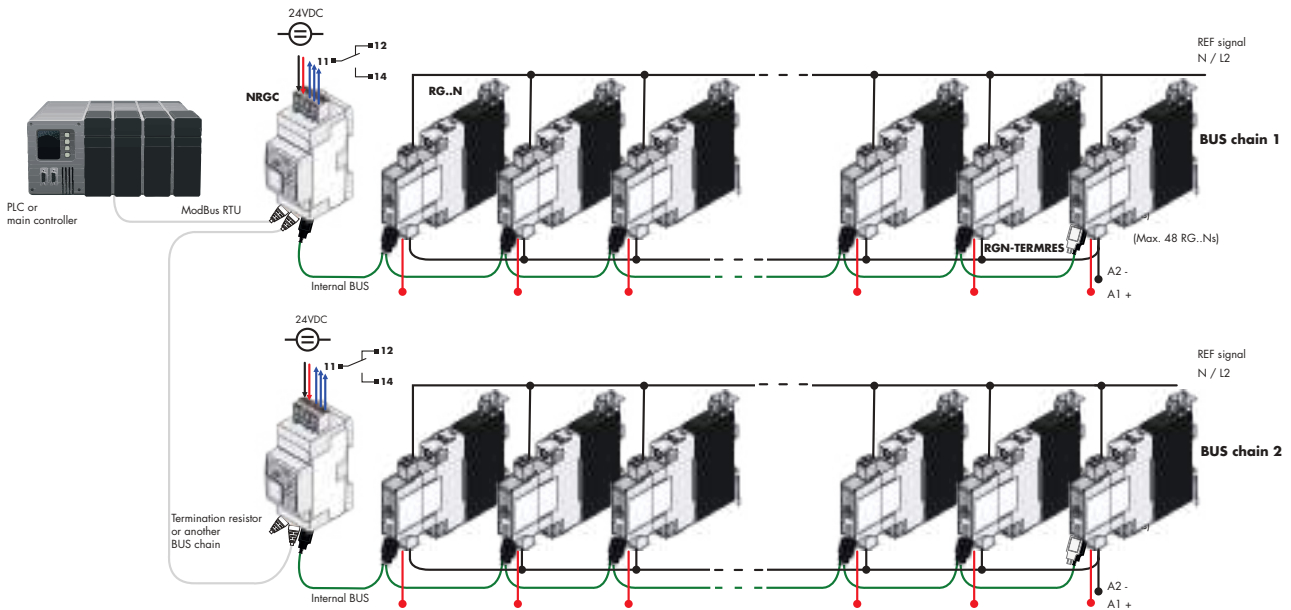 24VDC
12
11
14
NRGC
RG..N
REF signal
N / L2
BUS chain 1
PLC or
main controller
ModBus RTU
(Max. 48 RG..Ns)
RGN-TERMRES
Internal BUS
A2 -
A1 +
24VDC
12
11
14
REF signal
N / L2
BUS chain 2
Termination resistor
or another
BUS chain
Internal BUS
A2 -
A1 +